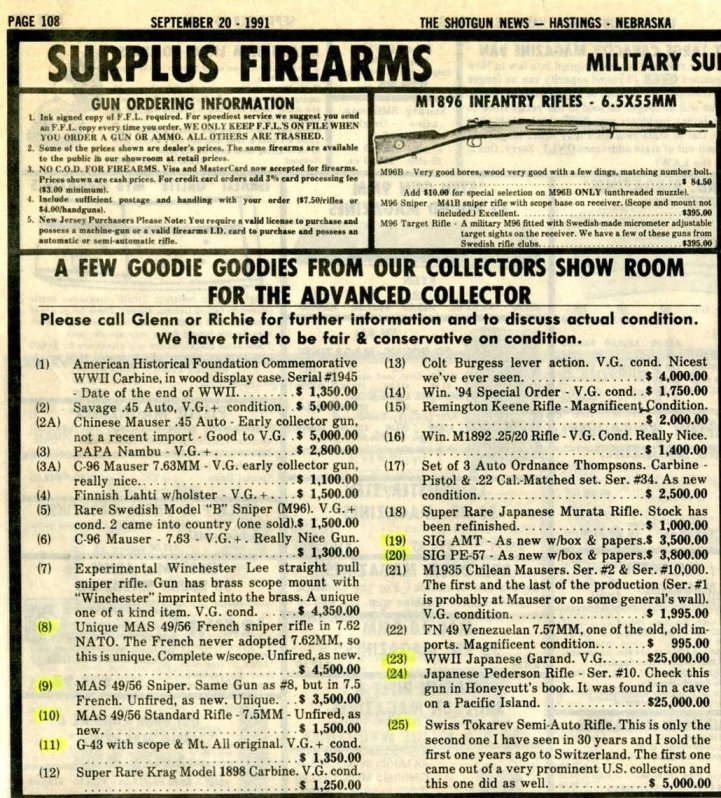 PAGE 108 SEPTEMBER 20 - 1991 THE SHOTGUN NEWS — HASTINGS - NEBRASKA
SURPLUS FIREARMS MILITARY SU
GUN ORDERING INFORMATION
1. Ink signed copy of F.F.L. required. For speediest service we suggest you send
an F.F.L. copy every time you order. WE ONLY KEEP F.F.L.'S ON FILE WHEN
YOU ORDER A GUN OR AMMO. ALL OTHERS ARE TRASHED.
2. Some of the prices shown are dealer's prices. The same firearms are available
to the public in our showroom at retail prices.
3. NO C.O.D. FOR FIREARMS. Visa and MasterCard now accepted for firearms.
Prices shown are cash prices. For credit card orders add 3% card processing fee
($3.00 minimum).
4. Include sufficient postage and handling with your order ($7.50/rifles or
$4.00/handguns).
5. New Jersey Purchasers Please Note: You require a valid license to purchase and
possess a machine-gun or a valid firearms I.D. card to purchase and possess an
automatic or semi-automatic rifle.
M1896 INFANTRY RIFLES - 6.5X55MM
M96B - Very good bores, wood very good with a few dings, matching number bolt.
$ 84.50
Add $10.00 for special selection on M96B ONLY (unthreaded muzzle).
M96 Sniper - M41B sniper rifle with scope base on receiver. (Scope and mount not
included.) Excellent. $395.00
M96 Target Rifle - A military M96 fitted with Swedish-made micrometer adjustable
target sights on the receiver. We have a few of these guns from
Swedish rifle clubs. $395.00
A FEW GOODIE GOODIES FROM OUR COLLECTORS SHOW ROOM
FOR THE ADVANCED COLLECTOR
Please call Glenn or Richie for further information and to discuss actual condition.
We have tried to be fair & conservative on condition.
(1) American Historical Foundation Commemorative
WWII Carbine, in wood display case. Serial #1945
- Date of the end of WWII. $ 1,350.00
(2) Savage .45 Auto, V.G. + condition. $ 5,000.00
(2A) Chinese Mauser .45 Auto - Early collector gun,
not a recent import - Good to V.G. $ 5,000.00
(3) PAPA Nambu - V.G. +. $ 2,800.00
(3A) C-96 Mauser 7.63MM - V.G. early collector gun,
really nice. $ 1,100.00
(4) Finnish Lahti w/holster - V.G. +. $ 1,500.00
(5) Rare Swedish Model "B" Sniper (M96). V.G. +
cond. 2 came into country (one sold). $ 1,500.00
(6) C-96 Mauser - 7.63 - V.G. +. Really Nice Gun.
$ 1,300.00
(7) Experimental Winchester Lee straight pull
sniper rifle. Gun has brass scope mount with
"Winchester" imprinted into the brass. A unique
one of a kind item. V.G. cond. $ 4,350.00
(8) Unique MAS 49/56 French sniper rifle in 7.62
NATO. The French never adopted 7.62MM, so
this is unique. Complete w/scope. Unfired, as new.
$ 4,500.00
(9) MAS 49/56 Sniper. Same Gun as #8, but in 7.5
French. Unfired, as new. Unique. $ 3,500.00
(10) MAS 49/56 Standard Rifle - 7.5MM - Unfired, as
new. $ 1,500.00
(11) G-43 with scope & Mt. All original. V.G. + cond.
$ 1,350.00
(12) Super Rare Krag Model 1898 Carbine. V.G. cond.
$ 1,250.00
(13) Colt Burgess lever action. V.G. cond. Nicest
we've ever seen. $ 4,000.00
(14) Win. '94 Special Order - V.G. cond. $ 1,750.00
(15) Remington Keene Rifle - Magnificent Condition.
$ 2,000.00
(16) Win. M1892 .25/20 Rifle - V.G. Cond. Really Nice.
$ 1,400.00
(17) Set of 3 Auto Ordnance Thompsons. Carbine -
Pistol & .22 Cal.-Matched set. Ser. #34. As new
condition. $ 2,500.00
(18) Super Rare Japanese Murata Rifle. Stock has
been refinished. $ 1,000.00
(19) SIG AMT - As new w/box & papers. $ 3,500.00
(20) SIG PE-57 - As new w/box & papers. $ 3,800.00
(21) M1935 Chilean Mausers. Ser. #2 & Ser. #10,000.
The first and the last of the production (Ser. #1
is probably at Mauser or on some general's wall).
V.G. condition. $ 1,995.00
(22) FN 49 Venezuelan 7.57MM, one of the old, old im-
ports. Magnificent condition. $ 995.00
(23) WWII Japanese Garand. V.G. $25,000.00
(24) Japanese Pederson Rifle - Ser. #10. Check this
gun in Honeycutt's book. It was found in a cave
on a Pacific Island. $25,000.00
(25) Swiss Tokarev Semi-Auto Rifle. This is only the
second one I have seen in 30 years and I sold the
first one years ago to Switzerland. The first one
came out of a very prominent U.S. collection and
this one did as well. $ 5,000.00